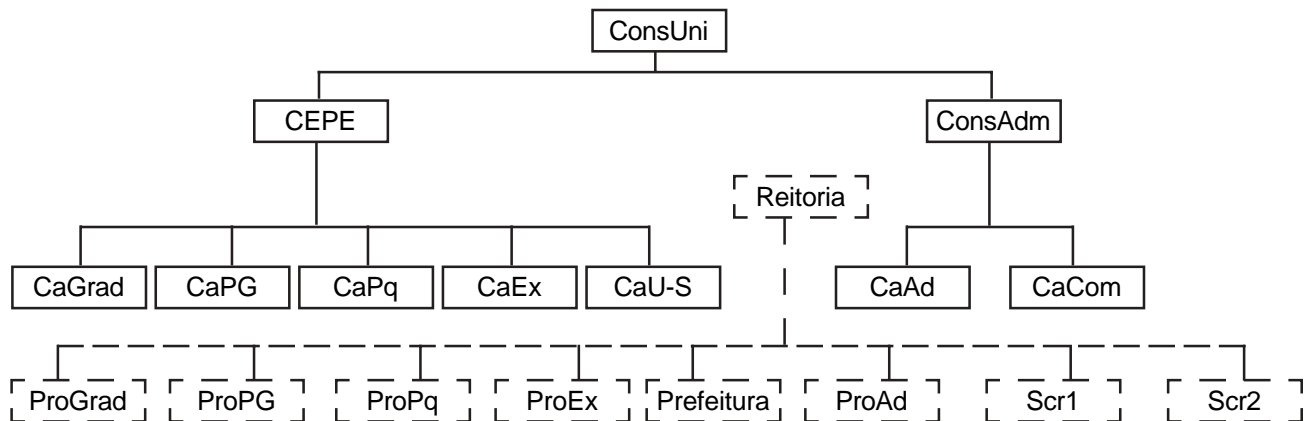 ConsUni
CEPE
ConsAdm
Reitoria
CaGrad
CaPG
CaPq
CaEx
CaU-S
CaAd
CaCom
ProGrad
ProPG
ProPq
ProEx
Prefeitura
ProAd
Scr1
Scr2